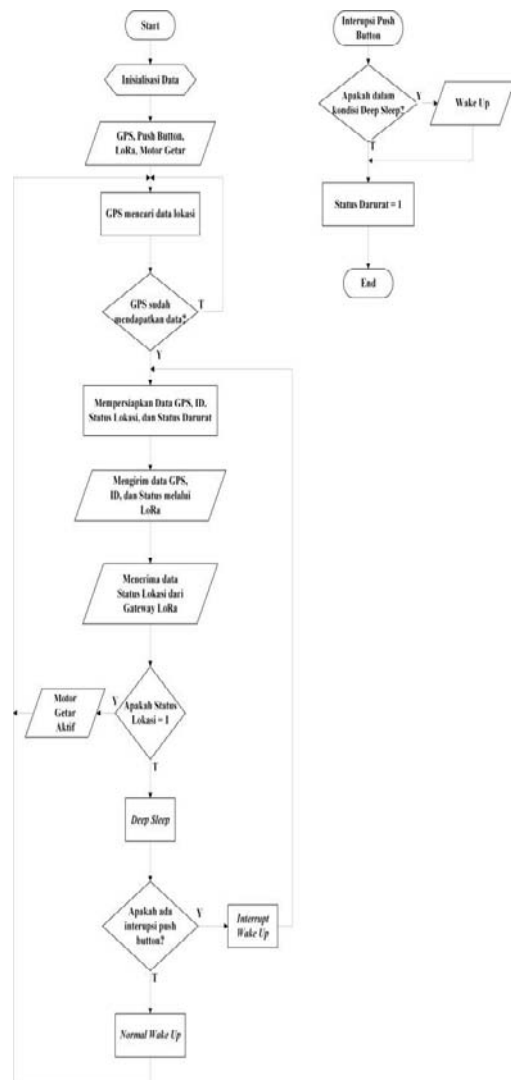 Start
Inisialisasi Data
GPS, Push Button,
LoRa, Motor Getar
GPS mencari data lokasi
GPS sudah
mendapatkan data?
T
Y
Mempersiapkan Data GPS, ID,
Status Lokasi, dan Status Darurat
Mengirim data GPS,
ID, dan Status melalui
LoRa
Menerima data
Status Lokasi dari
Gateway LoRa
Apakah Status
Lokasi = 1
Y
Motor
Getar
Aktif
T
Deep Sleep
Apakah ada
interupsi push
button?
Y
Interrupt
Wake Up
T
Normal Wake Up
Interupsi Push
Button
Apakah dalam
kondisi Deep Sleep?
Y
Wake Up
T
Status Darurat = 1
End